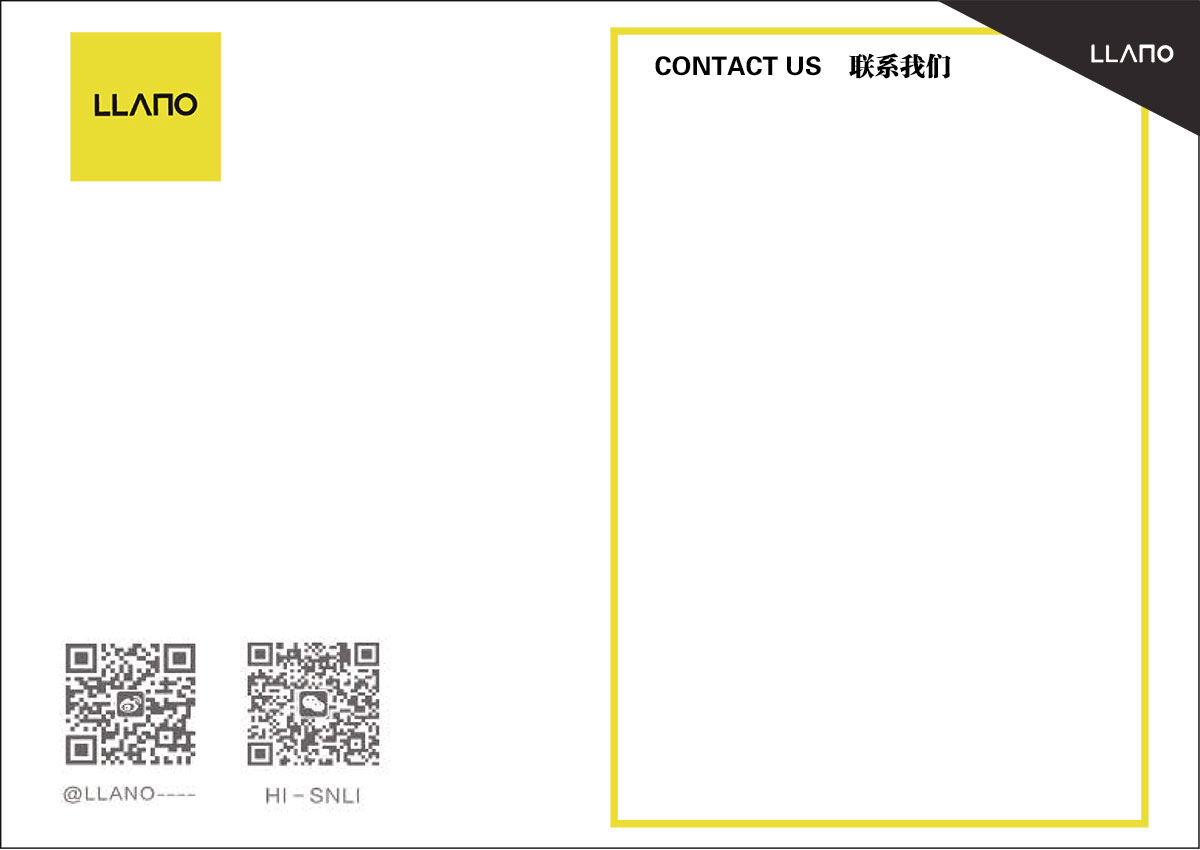 LLANO
CONTACT US 联系我们
LLANO
@LLANO----
HI-SNLI